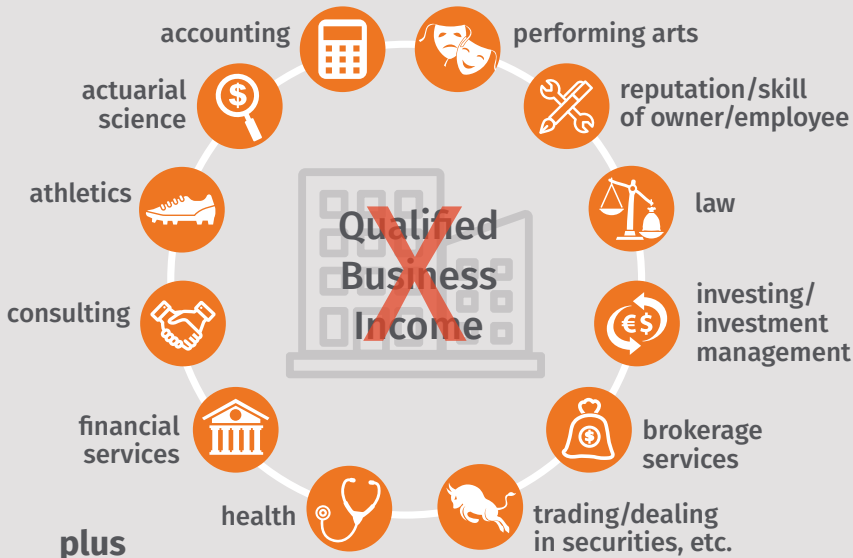 accounting
performing arts
actuarial
science
reputation/skill
of owner/employee
athletics
law
Qualified
Business
Income
X
consulting
investing/
investment
management
€$
financial
services
brokerage
services
$
$
health
trading/dealing
in securities, etc.
plus